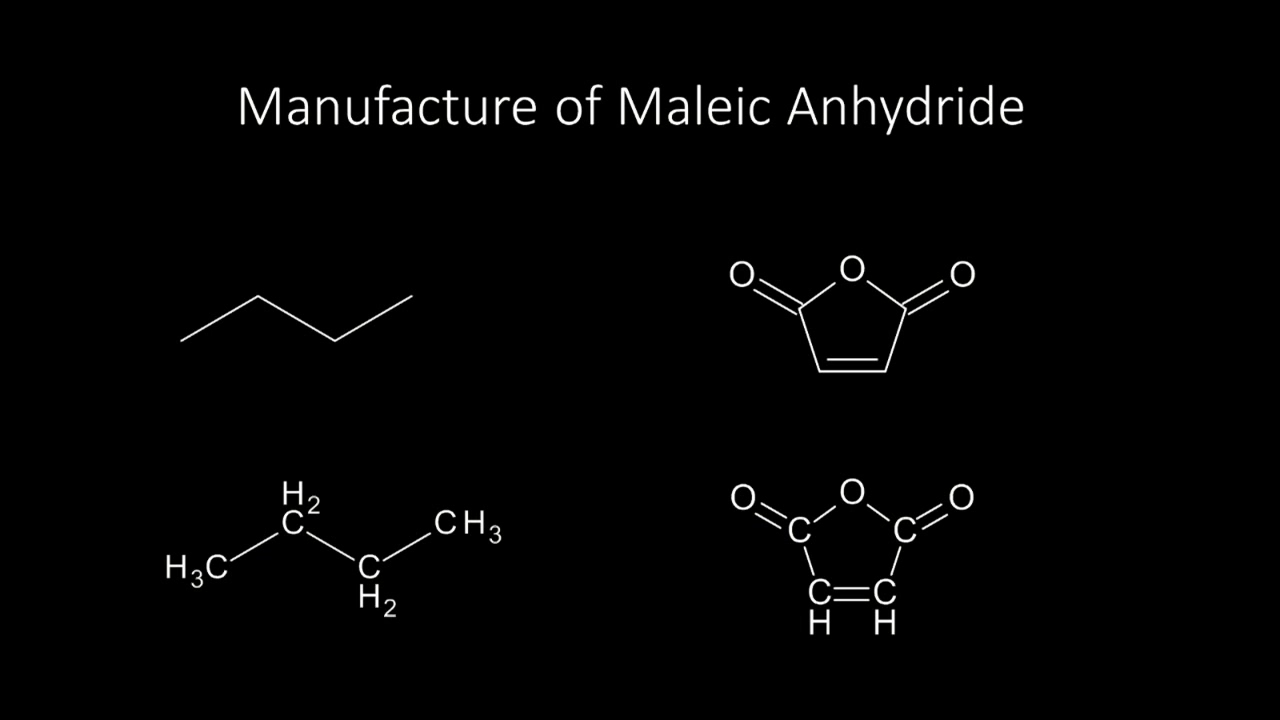 Manufacture of Maleic Anhydride
O O O
H2
C CH3
H3C C
H2
O O O
C C
C C
H H